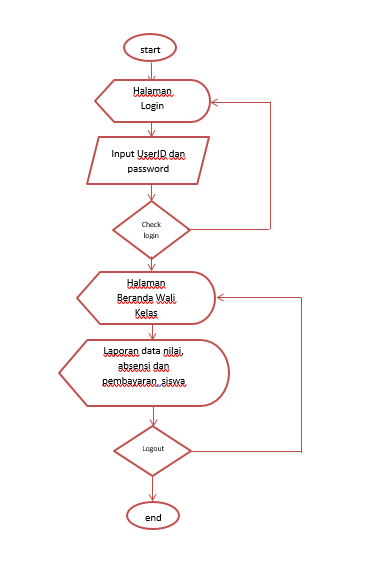 start
Halaman
Login
Input UserID dan
password
Check
login
Halaman
Beranda Wali
Kelas
Laporan data nilai,
absensi dan
pembayaran siswa
Logout
end